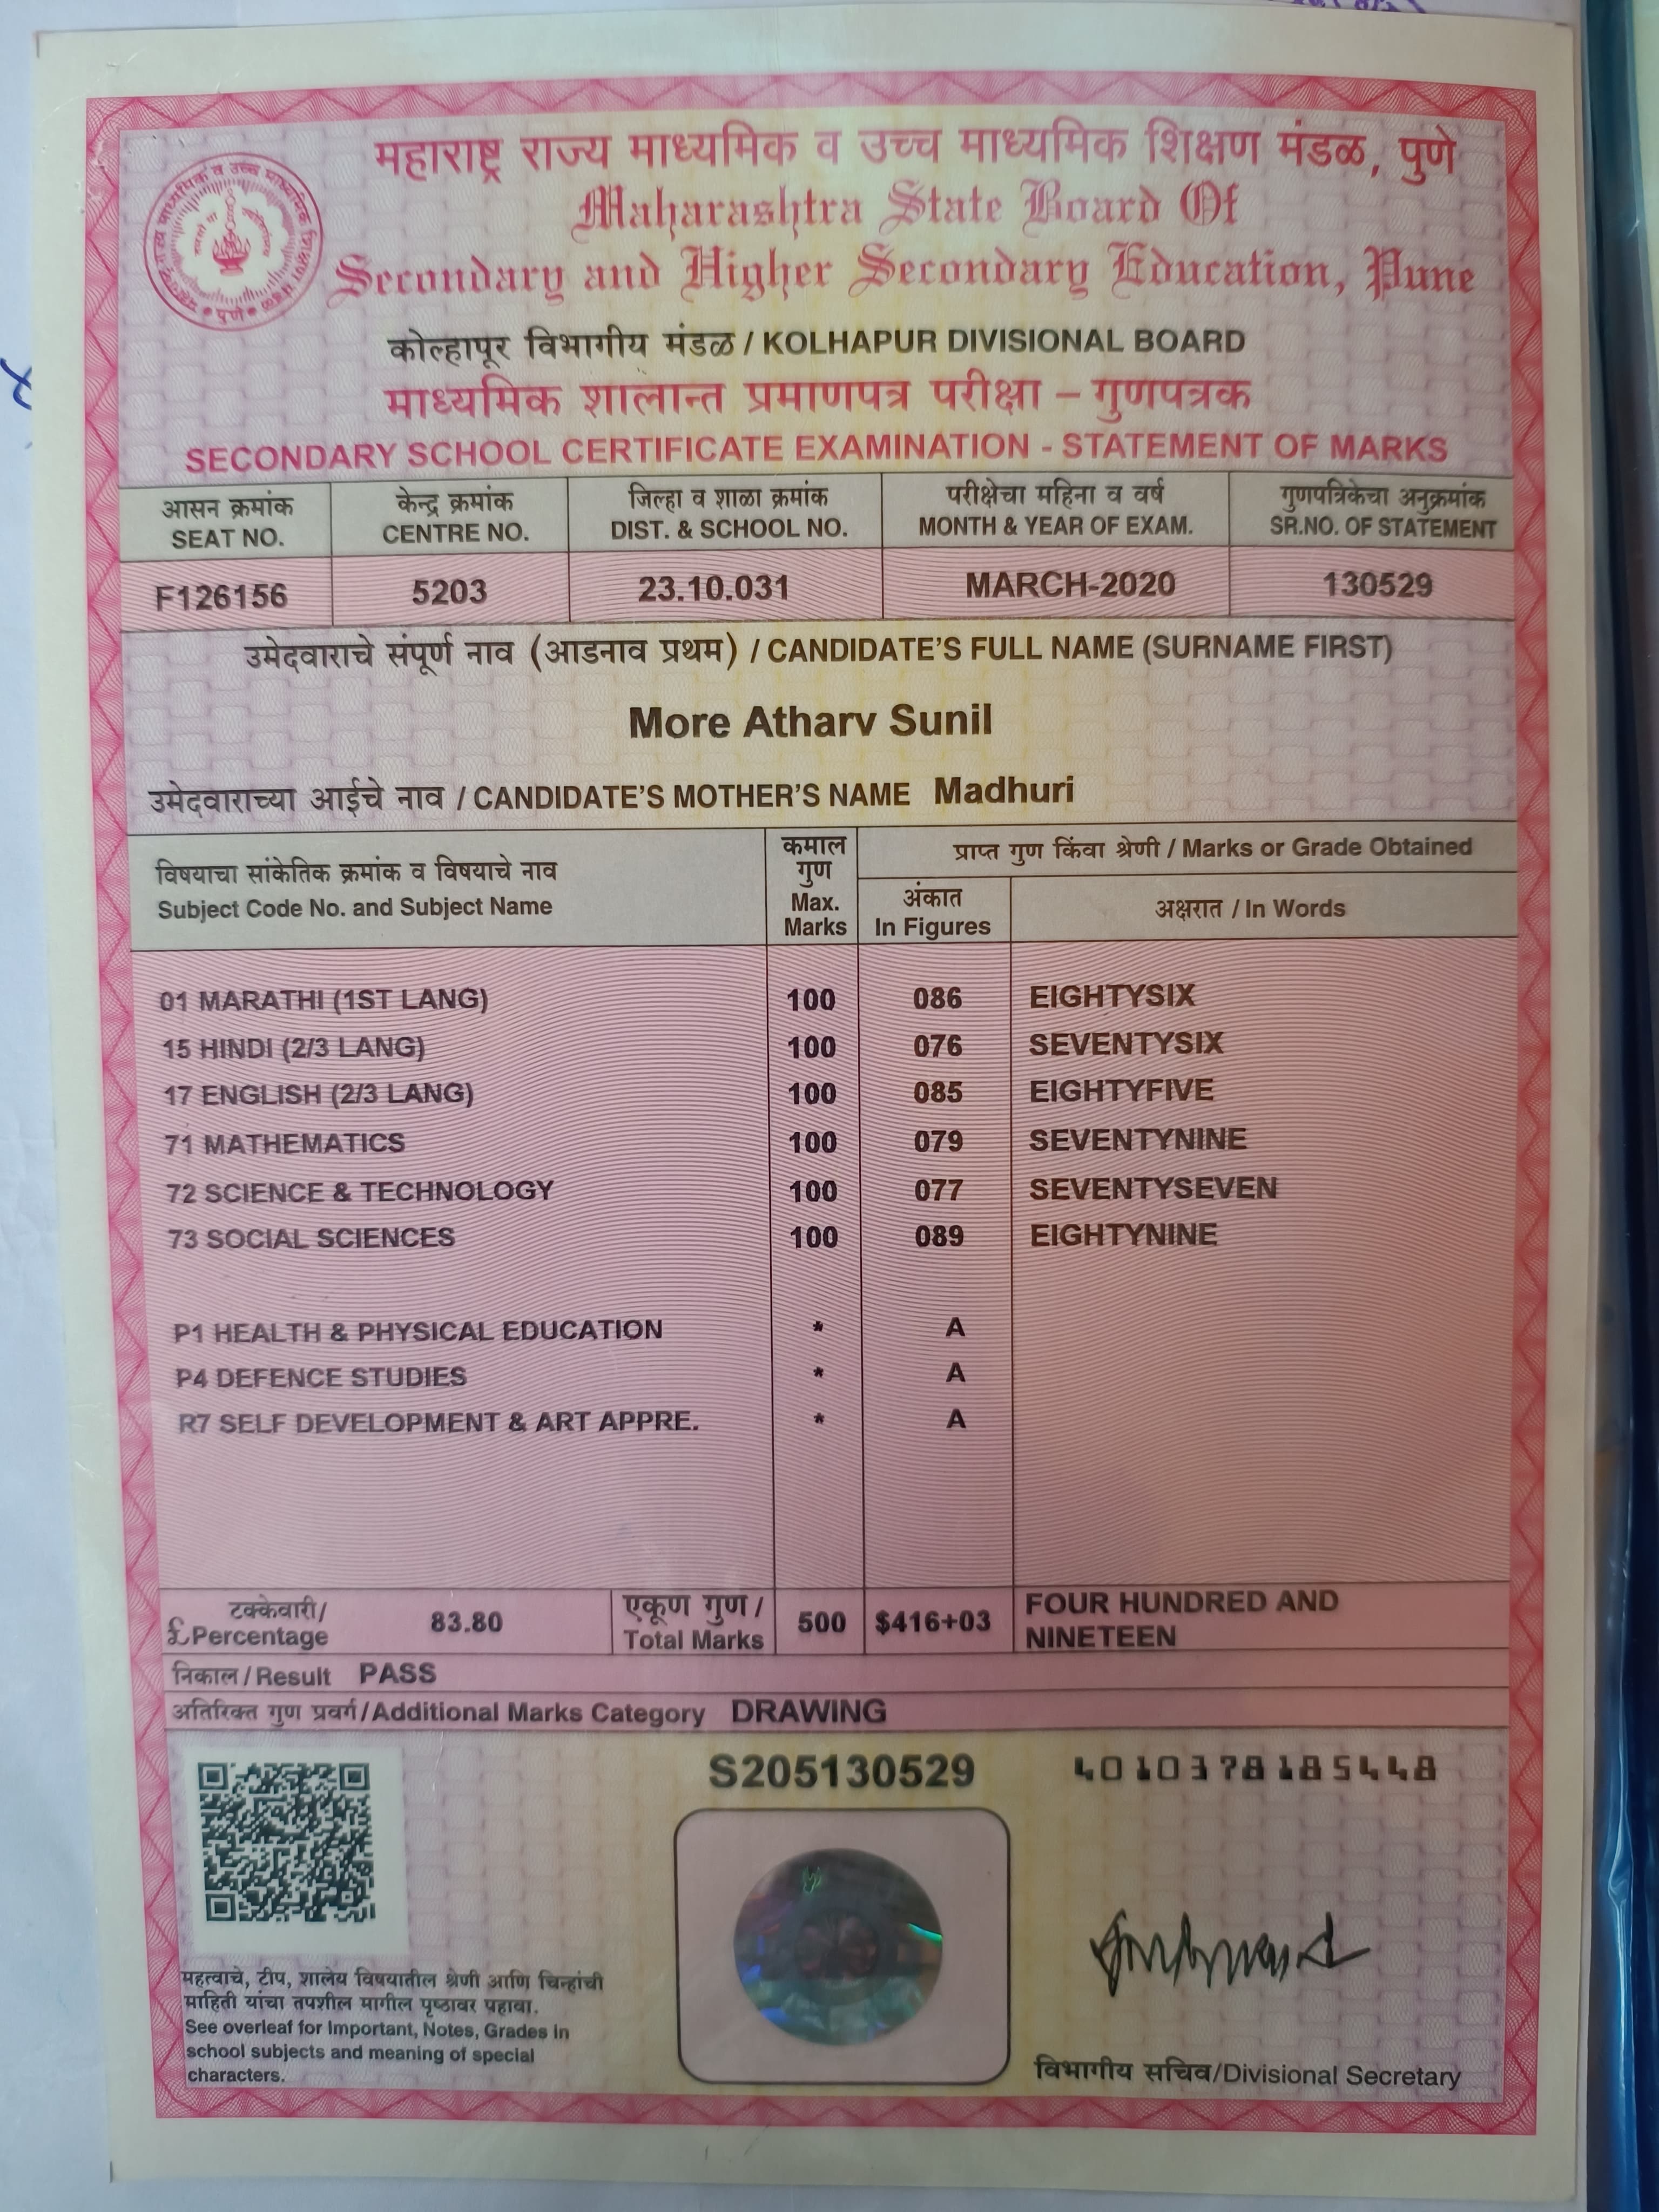 महाराष्ट्र राज्य माध्यमिक व उच्च माध्यमिक शिक्षण मंडळ, पुणे
Maharashtra State Board Of
Secondary and Higher Secondary Education, Pune
कोल्हापूर विभागीय मंडळ / KOLHAPUR DIVISIONAL BOARD
माध्यमिक शालान्त प्रमाणपत्र परीक्षा – गुणपत्रक
SECONDARY SCHOOL CERTIFICATE EXAMINATION - STATEMENT OF MARKS
आसन क्रमांक केन्द्र क्रमांक जिल्हा व शाळा क्रमांक परीक्षेचा महिना व वर्ष गुणपत्रिकेचा अनुक्रमांक
SEAT NO. CENTRE NO. DIST. & SCHOOL NO. MONTH & YEAR OF EXAM. SR.NO. OF STATEMENT
F126156 5203 23.10.031 MARCH-2020 130529
उमेदवाराचे संपूर्ण नाव (आडनाव प्रथम) / CANDIDATE'S FULL NAME (SURNAME FIRST)
More Atharv Sunil
उमेदवाराच्या आईचे नाव / CANDIDATE'S MOTHER'S NAME Madhuri
विषयाचा सांकेतिक क्रमांक व विषयाचे नाव
Subject Code No. and Subject Name
कमाल
गुण
Max.
Marks
प्राप्त गुण किंवा श्रेणी / Marks or Grade Obtained
अंकात
In Figures
अक्षरात / In Words
01 MARATHI (1ST LANG) 100 086 EIGHTYSIX
15 HINDI (2/3 LANG) 100 076 SEVENTYSIX
17 ENGLISH (2/3 LANG) 100 085 EIGHTYFIVE
71 MATHEMATICS 100 079 SEVENTYNINE
72 SCIENCE & TECHNOLOGY 100 077 SEVENTYSEVEN
73 SOCIAL SCIENCES 100 089 EIGHTYNINE
P1 HEALTH & PHYSICAL EDUCATION * A
P4 DEFENCE STUDIES * A
R7 SELF DEVELOPMENT & ART APPRE. * A
टक्केवारी/
£Percentage
83.80
एकूण गुण /
Total Marks
500
$416+03
FOUR HUNDRED AND
NINETEEN
निकाल/Result PASS
अतिरिक्त गुण प्रवर्ग/Additional Marks Category DRAWING
S205130529 4010378185448
महत्वाचे, टीप, शालेय विषयातील श्रेणी आणि चिन्हांची
माहिती यांचा तपशील मागील पृष्ठावर पहावा.
See overleaf for Important, Notes, Grades in
school subjects and meaning of special
characters.
विभागीय सचिव/Divisional Secretary